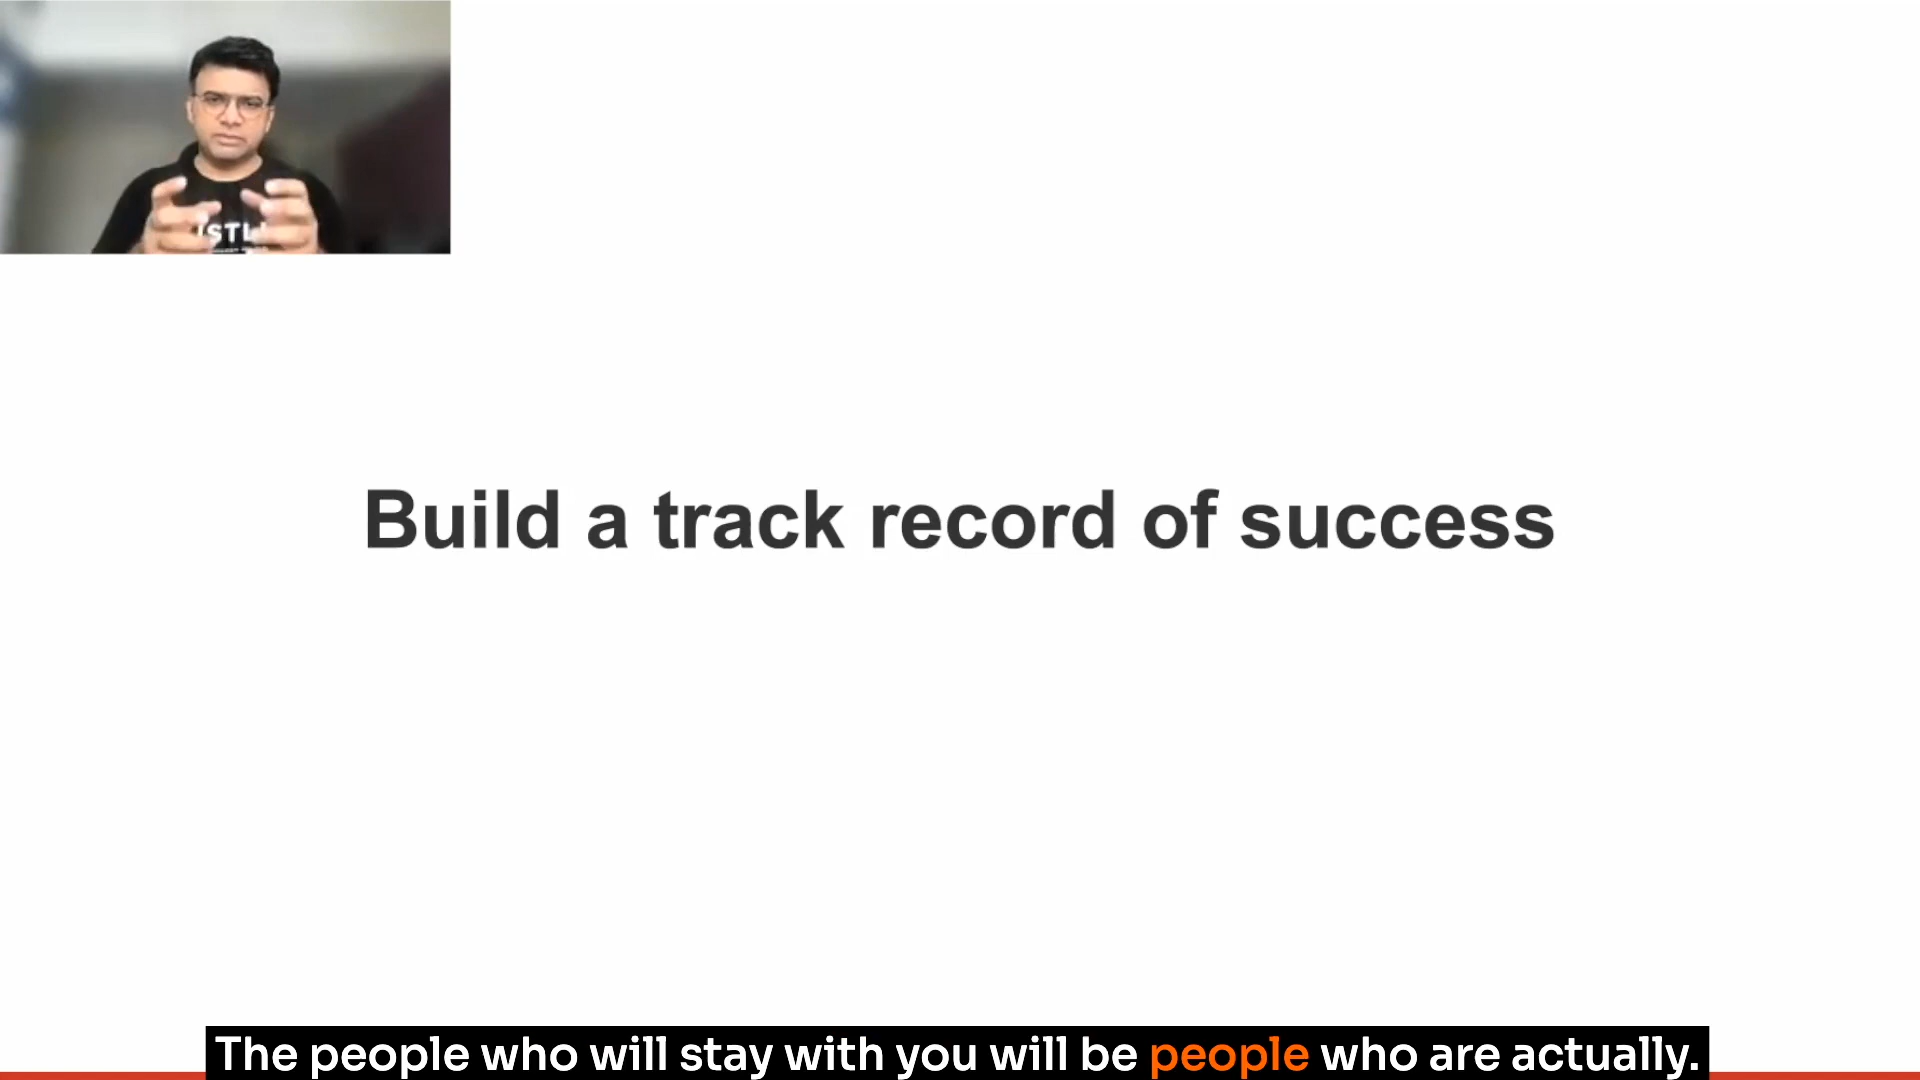 Build a track record of success
The people who will stay with you will be people who are actually.